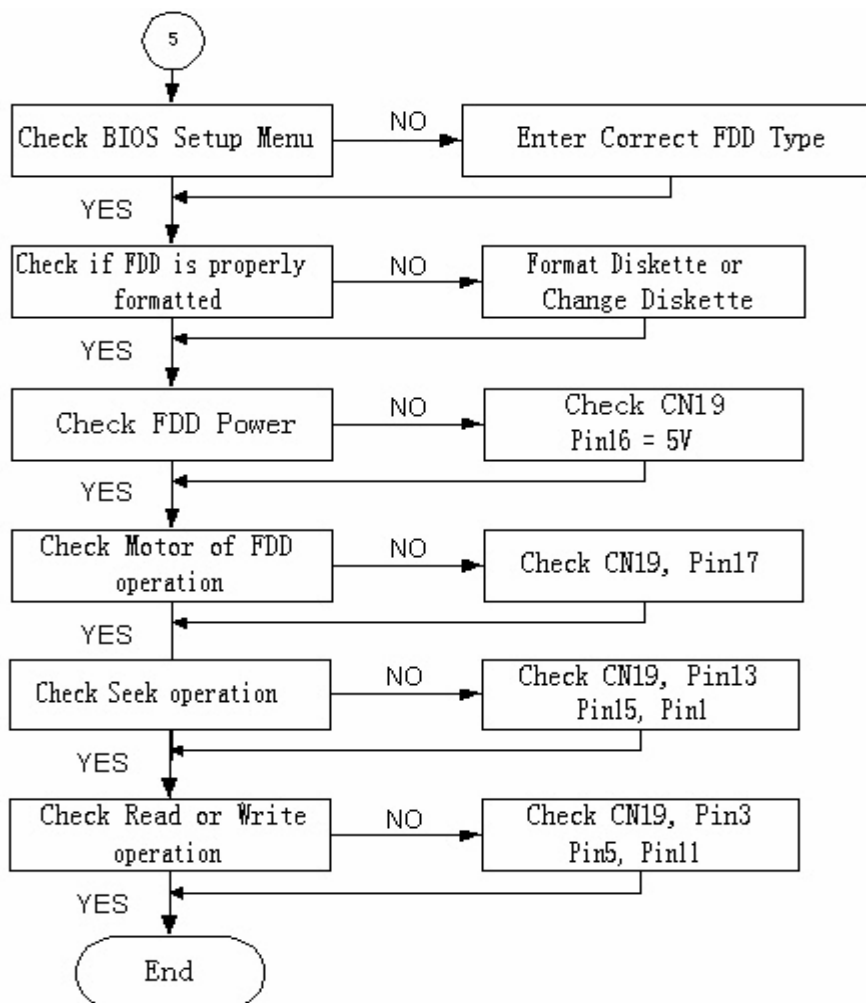 5
Check BIOS Setup Menu
NO
Enter Correct FDD Type
YES
Check if FDD is properly
formatted
NO
Format Diskette or
Change Diskette
YES
Check FDD Power
NO
Check CN19
Pin16 = 5V
YES
Check Motor of FDD
operation
NO
Check CN19, Pin17
YES
Check Seek operation
NO
Check CN19, Pin13
Pin15, Pin1
YES
Check Read or Write
operation
NO
Check CN19, Pin3
Pin5, Pin11
YES
End